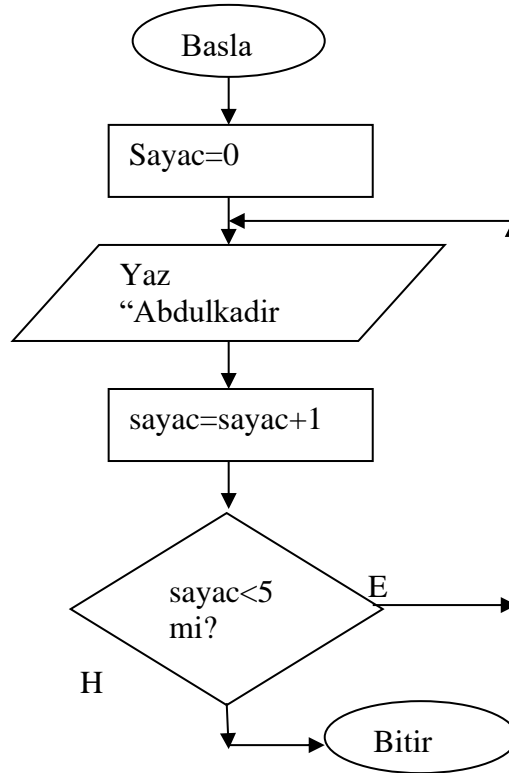 Basla
Sayac=0
Yaz
“Abdulkadir
sayac=sayac+1
sayac<5
mi?
E
H
Bitir